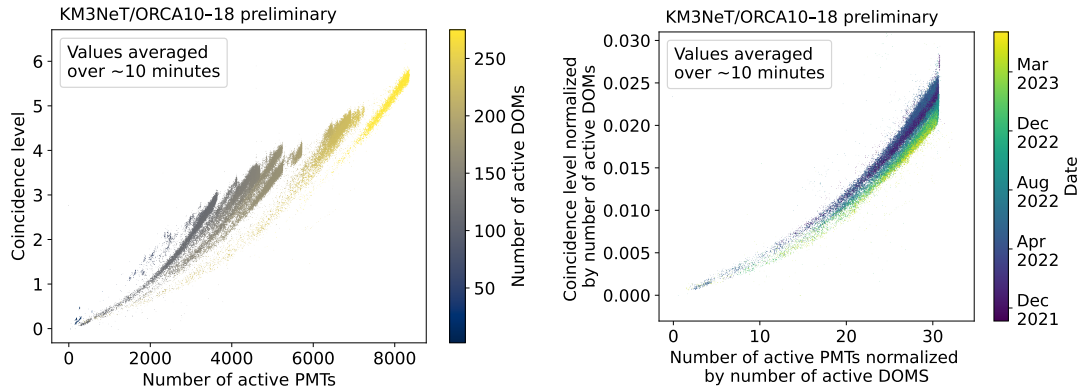 KM3NeT/ORCA10–18 preliminary
Values averaged
over ~10 minutes
Coincidence level
6
5
4
3
2
1
0
0
2000
4000
6000
8000
Number of active PMTs
250
200
150
100
50
Number of active DOMs
KM3NeT/ORCA10–18 preliminary
Values averaged
over ~10 minutes
Coincidence level normalized
by number of active DOMs
0.030
0.025
0.020
0.015
0.010
0.005
0.000
0
10
20
30
Number of active PMTs normalized
by number of active DOMS
Mar
2023
Dec
2022
Aug
2022
Apr
2022
Dec
2021
Date